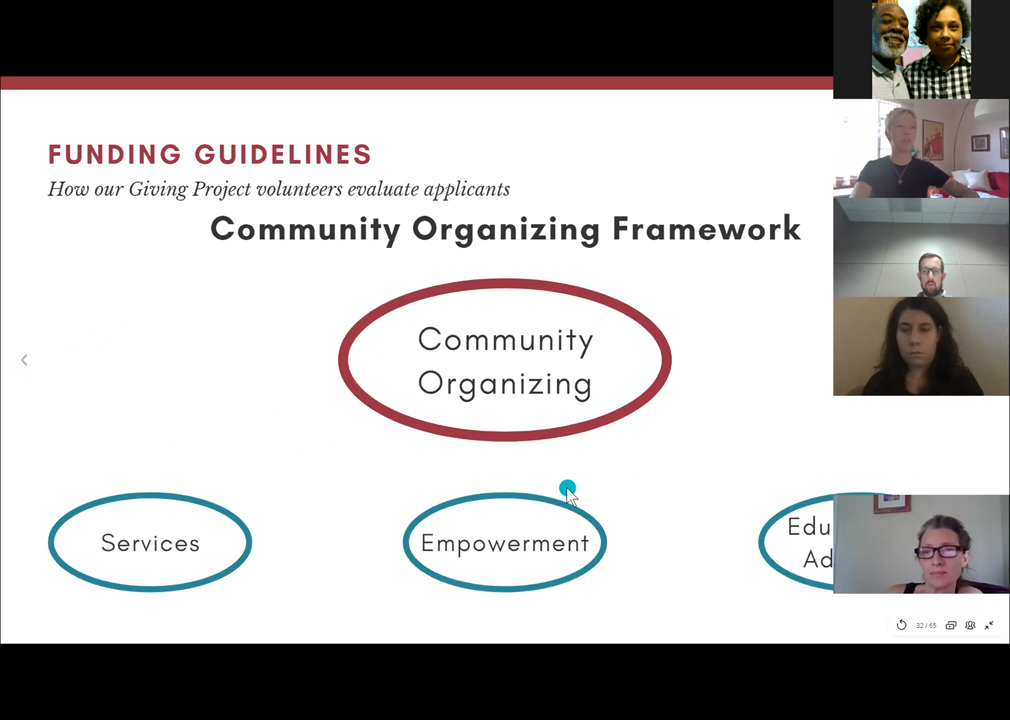 FUNDING GUIDELINES
How our Giving Project volunteers evaluate applicants
Community Organizing Framework
Community
Organizing
Services
Empowerment
Edu
Ad
32 / 65